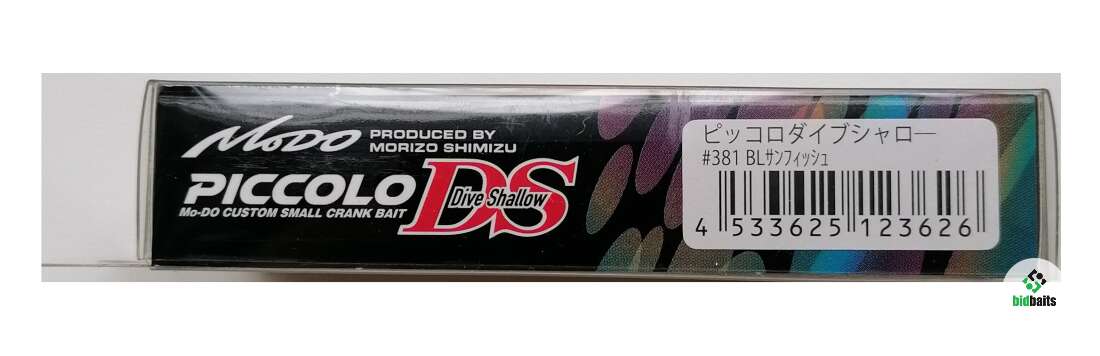 MoDO
PRODUCED BY
MORIZO SHIMIZU
PICCOLO DS
Dive Shallow
Mo-DO CUSTOM SMALL CRANK BAIT
ピッコロダイブシャロ―
#381 BLサンフィッシュ
4 533625 123626
bidbaits